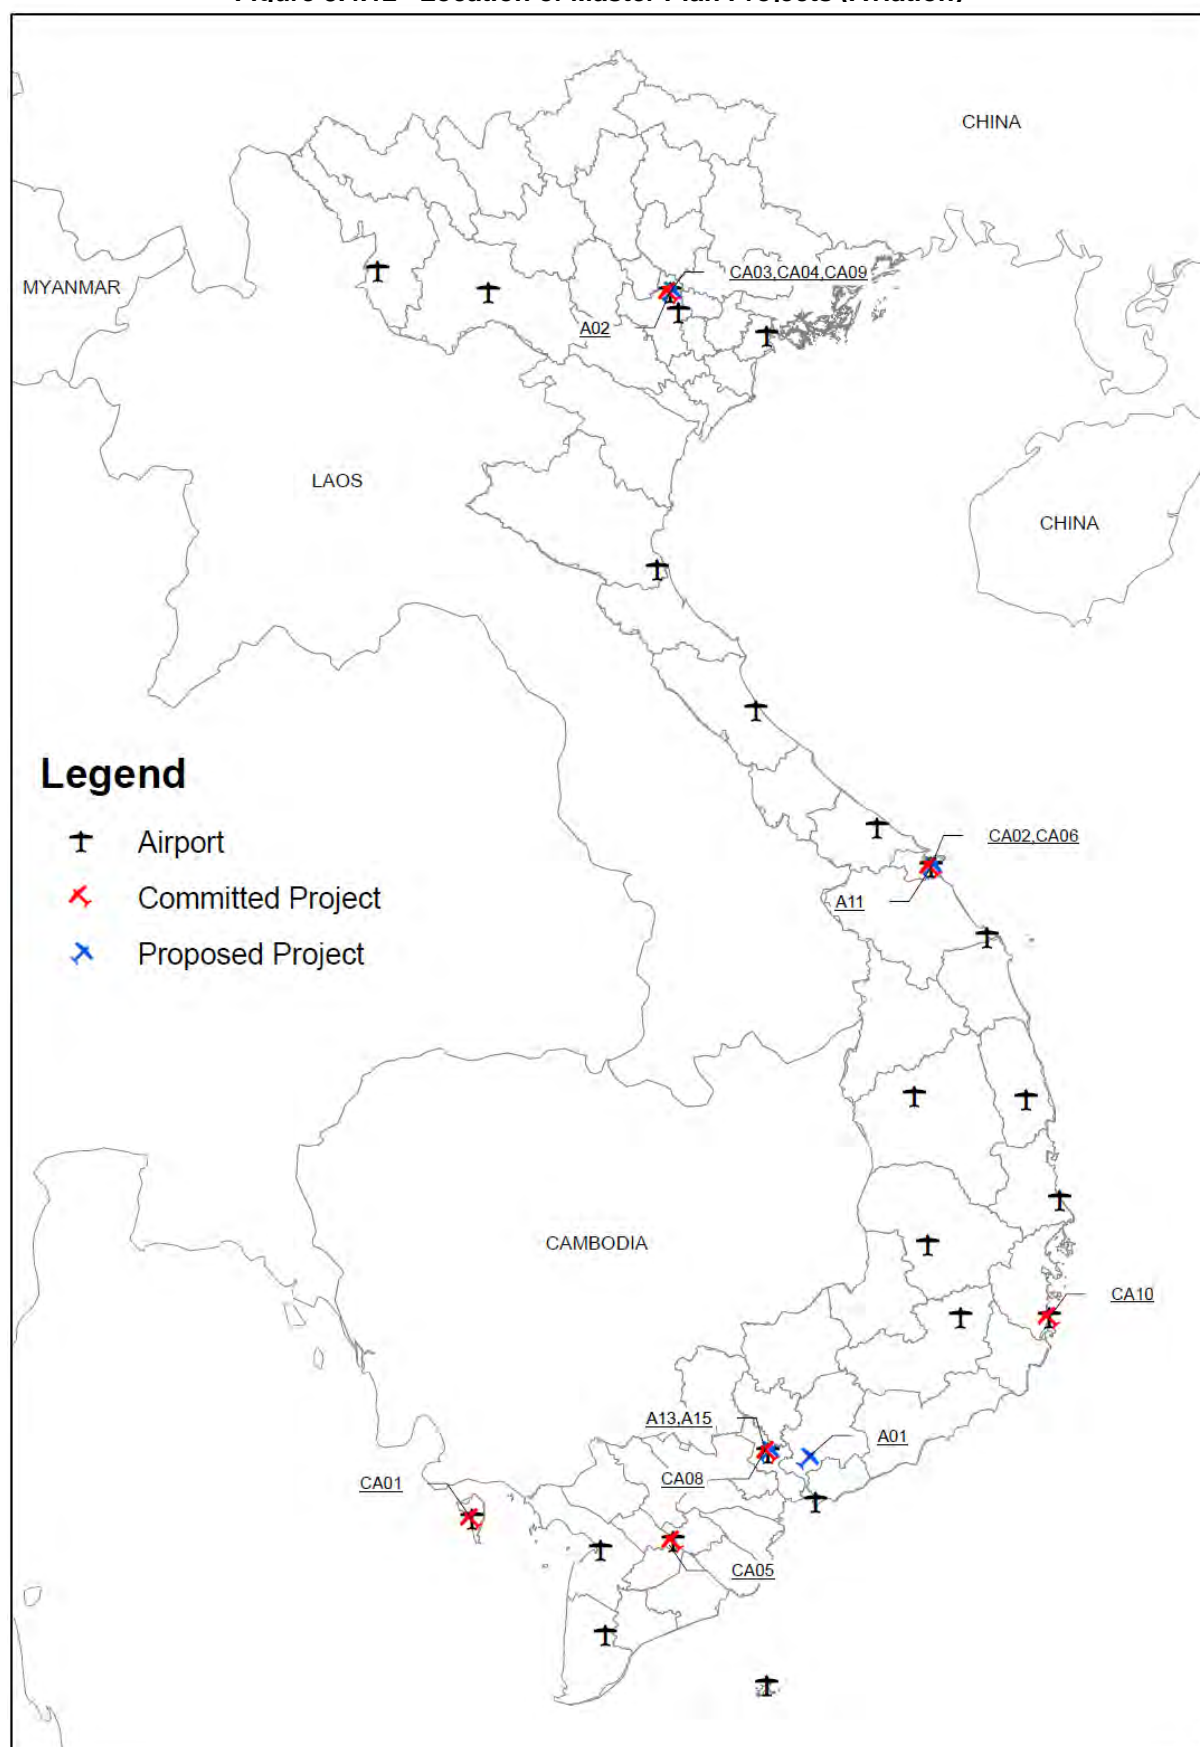 CHINA
CA03,CA04,CA09
MYANMAR
A02
LAOS
CHINA
Legend
Airport
Committed Project
Proposed Project
CA02,CA06
A11
CAMBODIA
CA10
A13,A15
A01
CA08
CA01
CA05